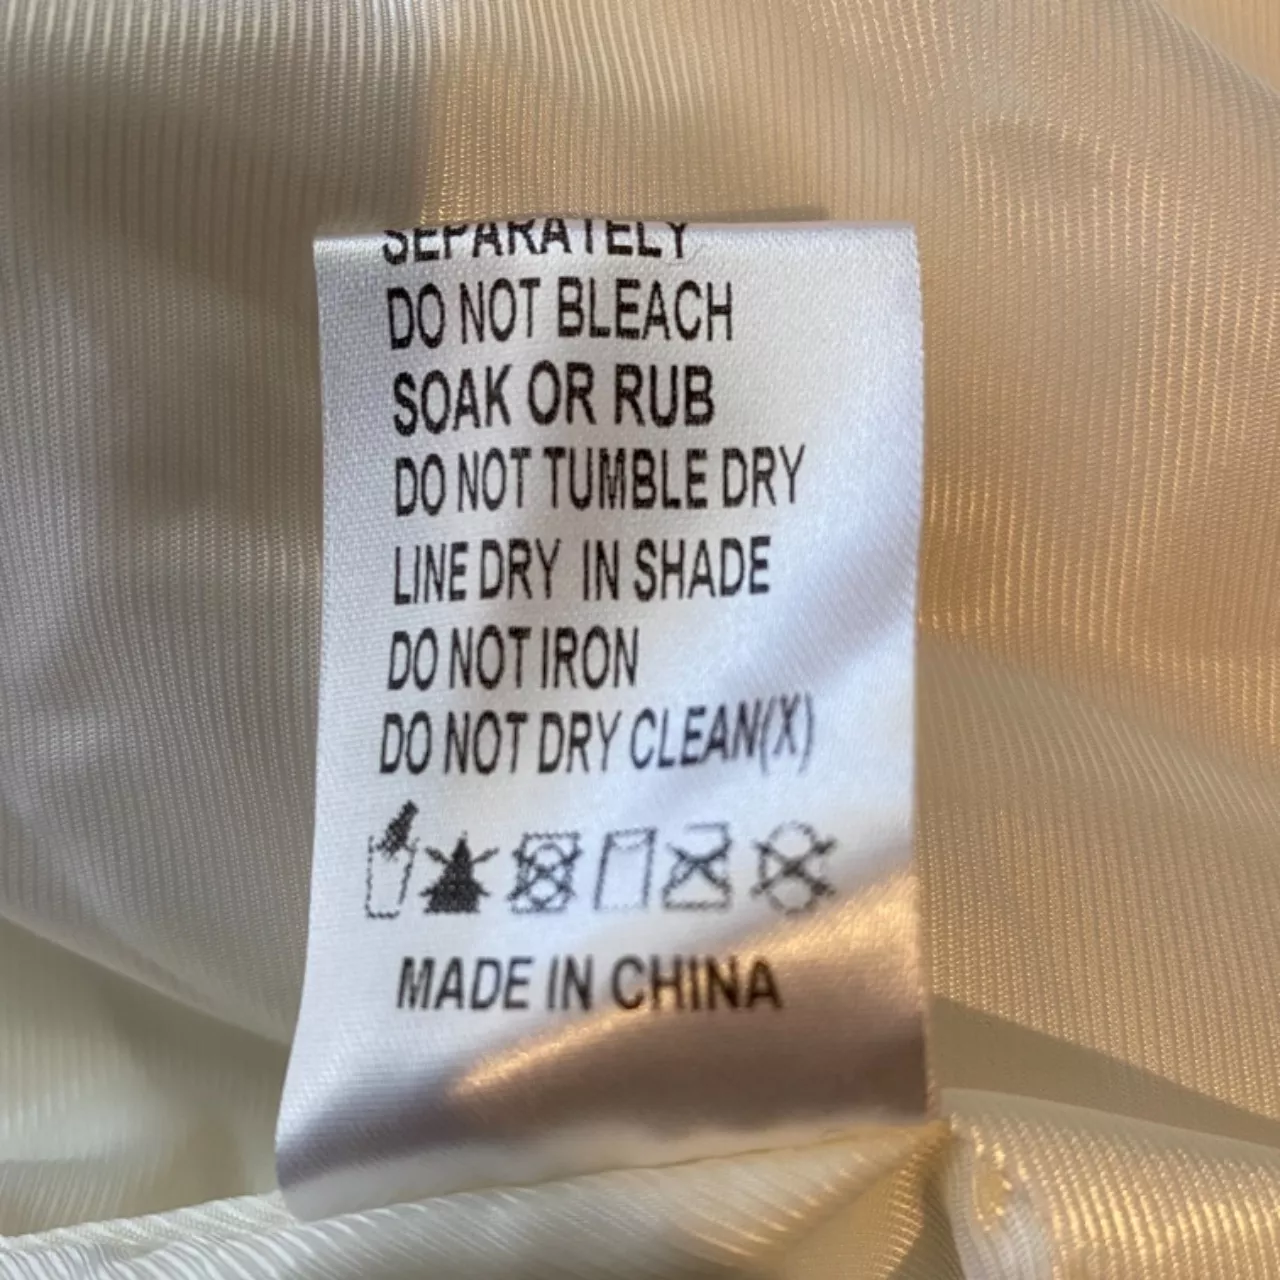 SEPARATELY
DO NOT BLEACH
SOAK OR RUB
DO NOT TUMBLE DRY
LINE DRY IN SHADE
DO NOT IRON
DO NOT DRY CLEAN(X)
MADE IN CHINA